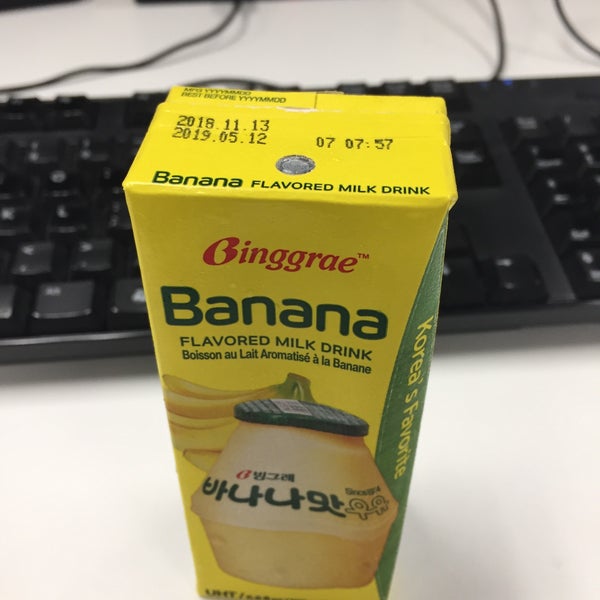 MFG YYYYMMDD
BEST BEFORE YYYYMMDD
2018.11.13
2019.05.12 07 07:57
Banana FLAVORED MILK DRINK
Binggrae™
Banana
FLAVORED MILK DRINK
Boisson au Lait Aromatisé à la Banane
Korea's Favorite
빙그레
Since1974
바나나맛우유
UHT/